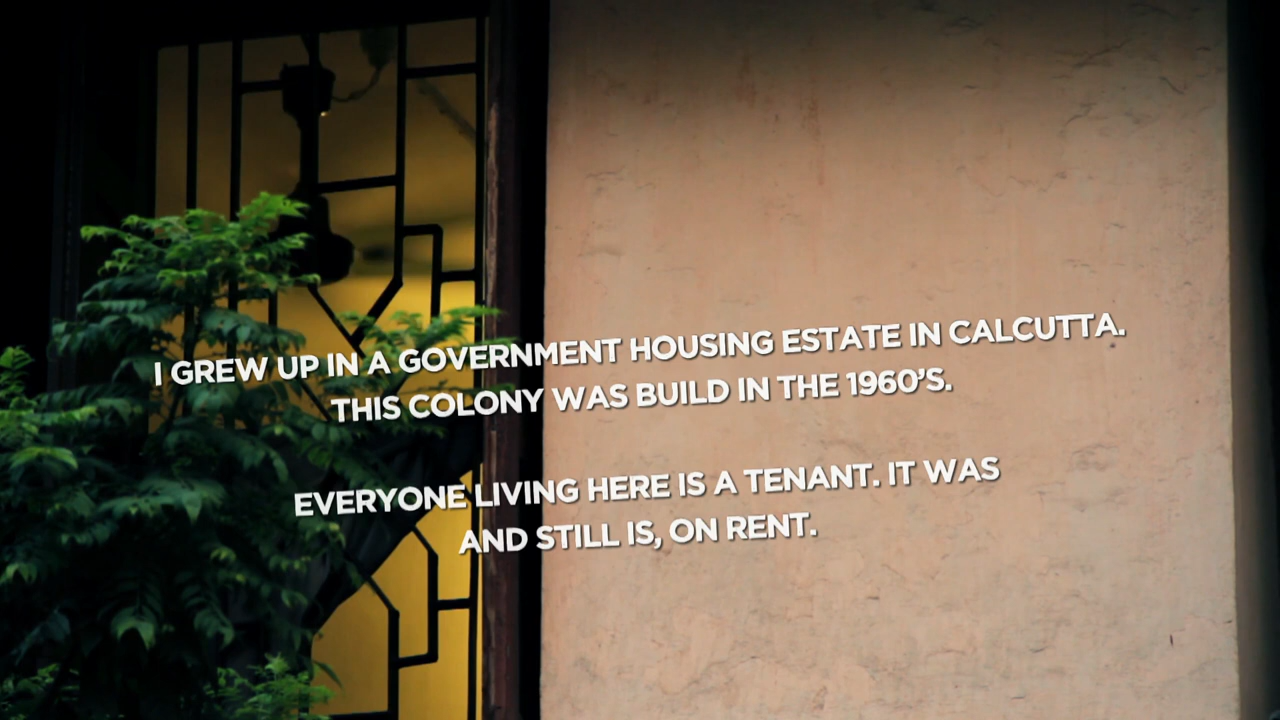 I GREW UP IN A GOVERNMENT HOUSING ESTATE IN CALCUTTA.
THIS COLONY WAS BUILD IN THE 1960'S.
EVERYONE LIVING HERE IS A TENANT. IT WAS
AND STILL IS, ON RENT.